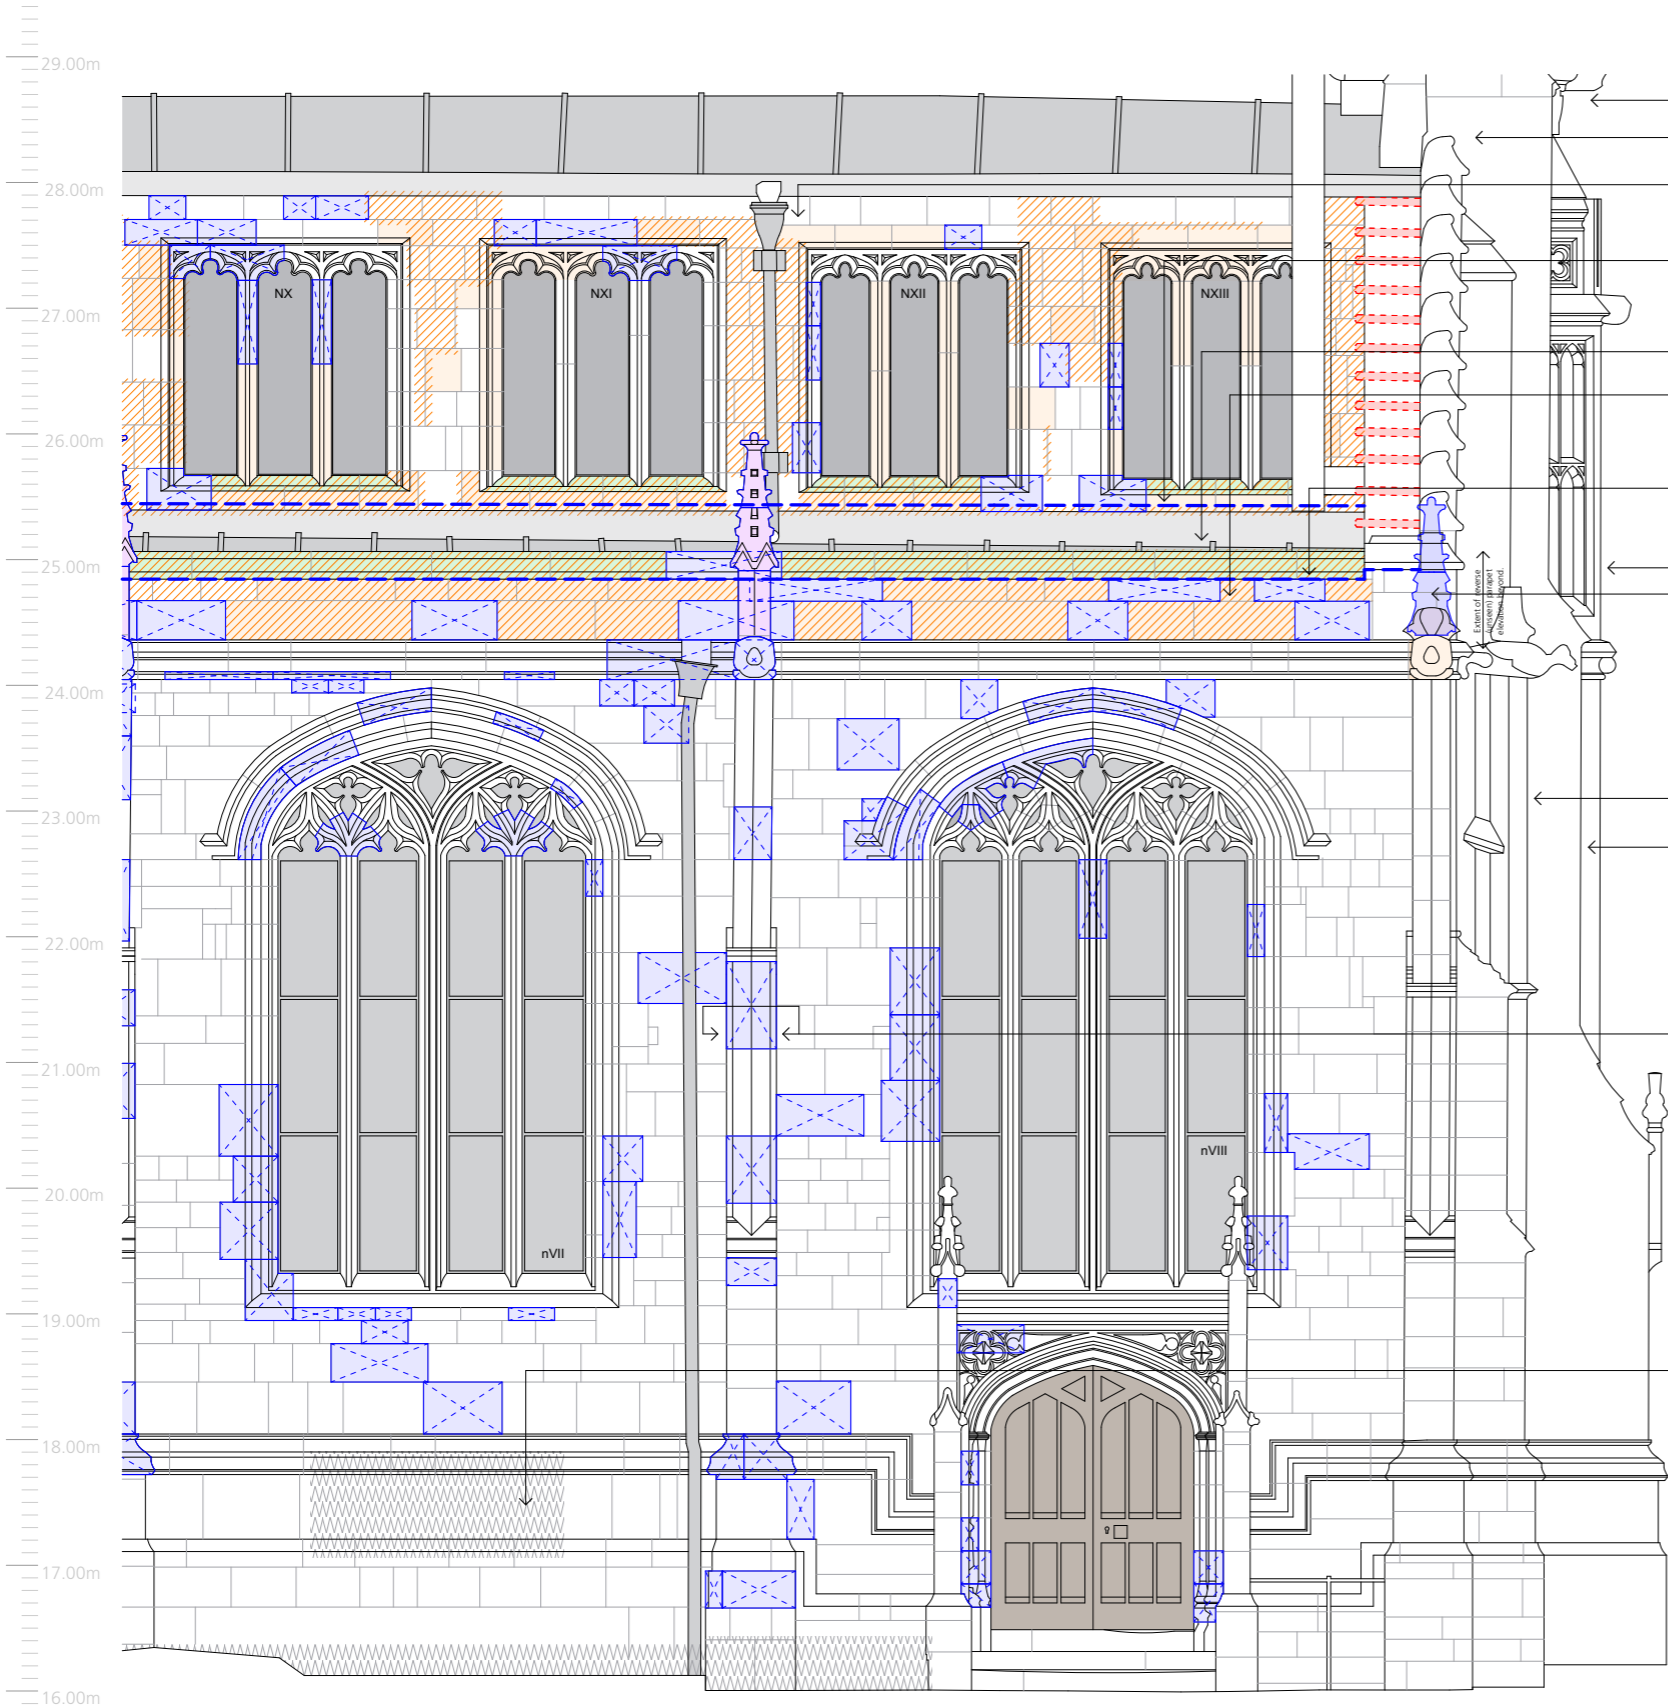 29.00m
28.00m
NX
NXI
NXII
NXIII
27.00m
26.00m
25.00m
Extent of reverse
(unseen) parapet
elevation beyond.
24.00m
23.00m
22.00m
21.00m
nVIII
20.00m
nVII
19.00m
18.00m
17.00m
16.00m